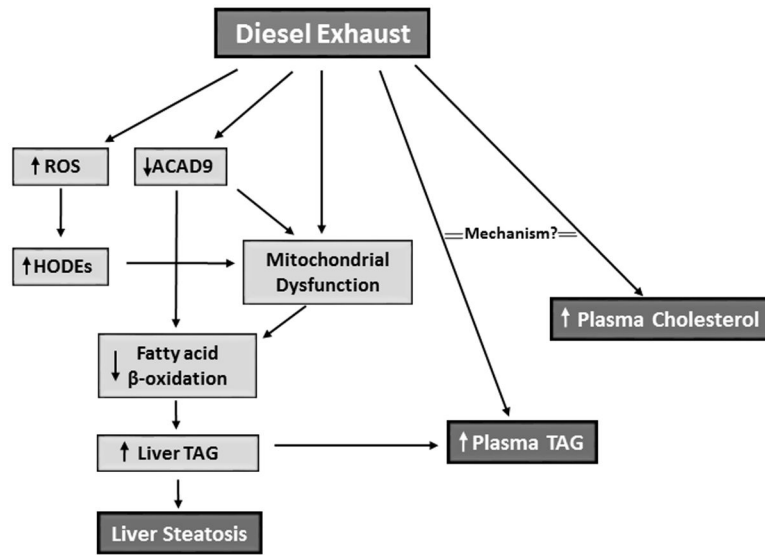 Diesel Exhaust
↑ ROS
↓ACAD9
═Mechanism?═
↑HODEs
Mitochondrial
Dysfunction
↑ Plasma Cholesterol
↓ Fatty acid
β-oxidation
↑ Liver TAG
↑Plasma TAG
Liver Steatosis